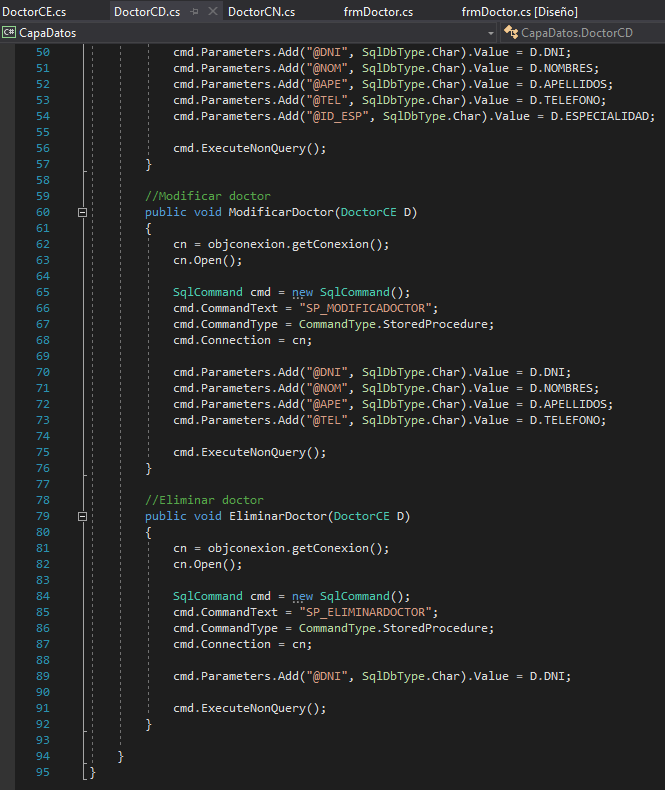 DoctorCE.cs DoctorCD.cs DoctorCN.cs frmDoctor.cs frmDoctor.cs [Diseño]
C# CapaDatos CapaDatos.DoctorCD
50 cmd.Parameters.Add("@DNI", SqlDbType.Char).Value = D.DNI;
51 cmd.Parameters.Add("@NOM", SqlDbType.Char).Value = D.NOMBRES;
52 cmd.Parameters.Add("@APE", SqlDbType.Char).Value = D.APELLIDOS;
53 cmd.Parameters.Add("@TEL", SqlDbType.Char).Value = D.TELEFONO;
54 cmd.Parameters.Add("@ID_ESP", SqlDbType.Char).Value = D.ESPECIALIDAD;
55
56 cmd.ExecuteNonQuery();
57 }
58
59 //Modificar doctor
60 public void ModificarDoctor(DoctorCE D)
61 {
62 cn = objconexion.getConexion();
63 cn.Open();
64
65 SqlCommand cmd = new SqlCommand();
66 cmd.CommandText = "SP_MODIFICADOCTOR";
67 cmd.CommandType = CommandType.StoredProcedure;
68 cmd.Connection = cn;
69
70 cmd.Parameters.Add("@DNI", SqlDbType.Char).Value = D.DNI;
71 cmd.Parameters.Add("@NOM", SqlDbType.Char).Value = D.NOMBRES;
72 cmd.Parameters.Add("@APE", SqlDbType.Char).Value = D.APELLIDOS;
73 cmd.Parameters.Add("@TEL", SqlDbType.Char).Value = D.TELEFONO;
74
75 cmd.ExecuteNonQuery();
76 }
77
78 //Eliminar doctor
79 public void EliminarDoctor(DoctorCE D)
80 {
81 cn = objconexion.getConexion();
82 cn.Open();
83
84 SqlCommand cmd = new SqlCommand();
85 cmd.CommandText = "SP_ELIMINARDOCTOR";
86 cmd.CommandType = CommandType.StoredProcedure;
87 cmd.Connection = cn;
88
89 cmd.Parameters.Add("@DNI", SqlDbType.Char).Value = D.DNI;
90
91 cmd.ExecuteNonQuery();
92 }
93
94 }
95 }